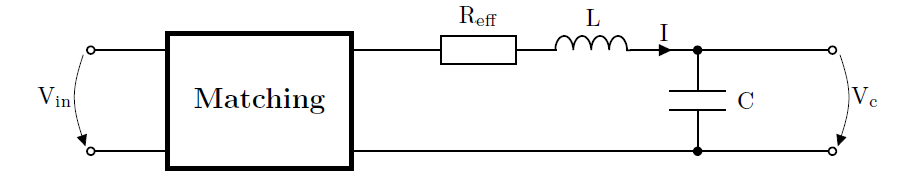 R_eff
L
I
V_in
Matching
C
V_c